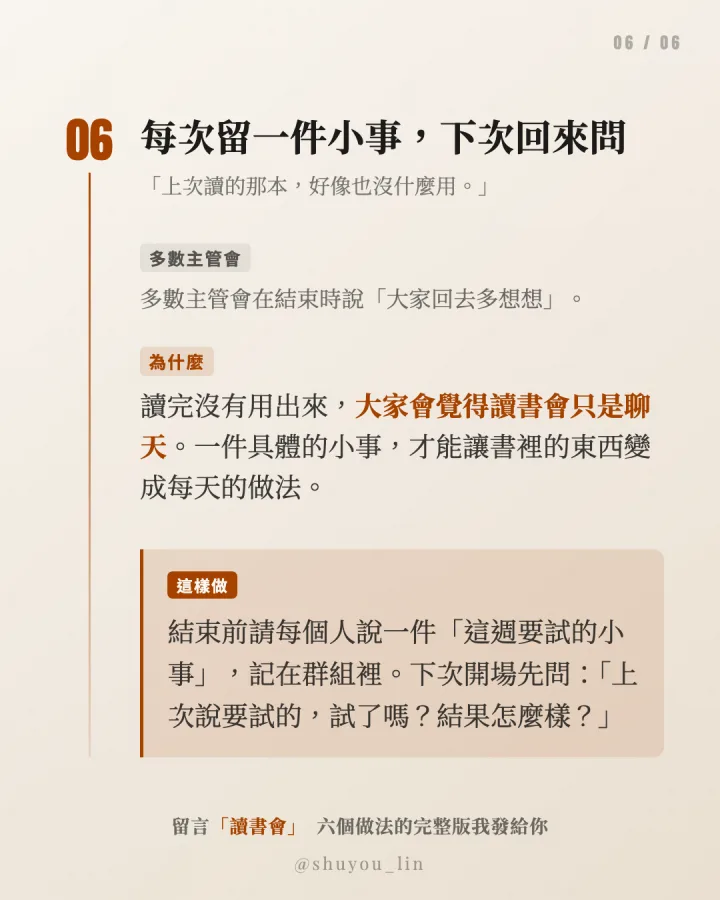 06 / 06
06
每次留一件小事，下次回來問
「上次讀的那本，好像也沒什麼用。」
多數主管會
多數主管會在結束時說「大家回去多想想」。
為什麼
讀完沒有用出來，大家會覺得讀書會只是聊
天。一件具體的小事，才能讓書裡的東西變
成每天的做法。
這樣做
結束前請每個人說一件「這週要試的小
事」，記在群組裡。下次開場先問：「上
次說要試的，試了嗎？結果怎麼樣？」
留言「讀書會」 六個做法的完整版我發給你
@shuyou_lin